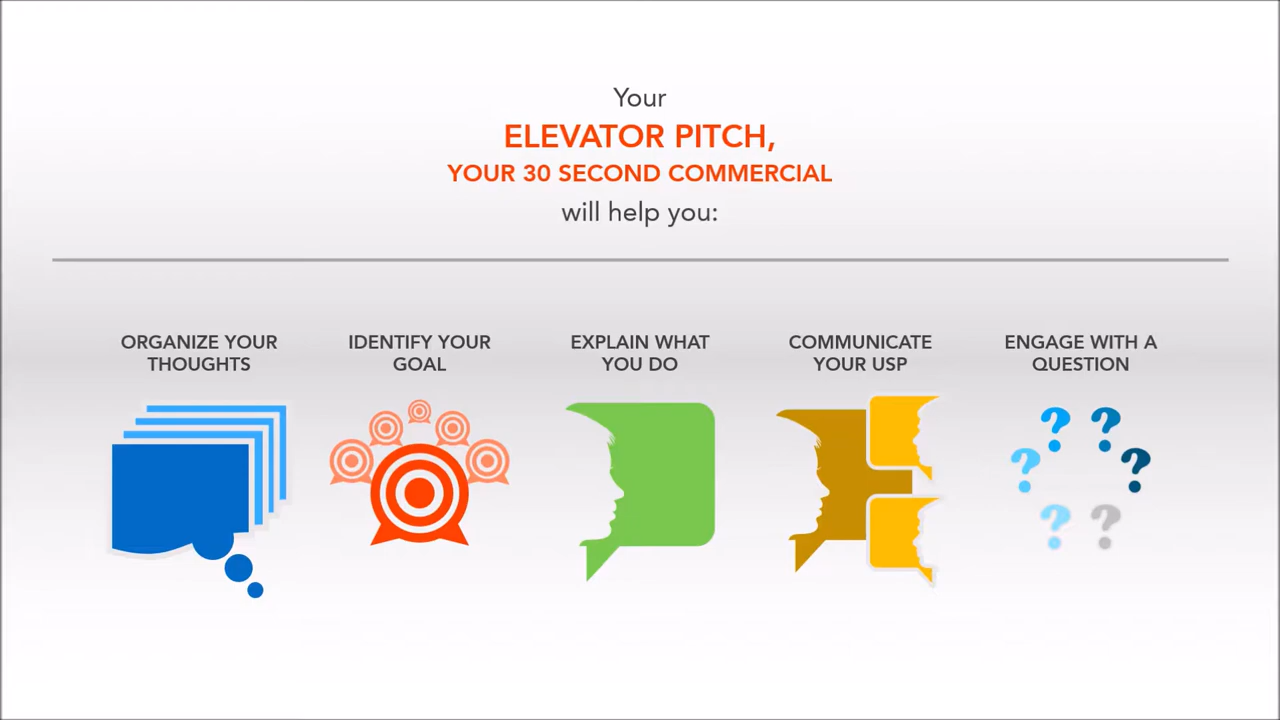 Your
ELEVATOR PITCH,
YOUR 30 SECOND COMMERCIAL
will help you:
ORGANIZE YOUR
THOUGHTS
IDENTIFY YOUR
GOAL
EXPLAIN WHAT
YOU DO
COMMUNICATE
YOUR USP
ENGAGE WITH A
QUESTION
? ?
? ?
? ?